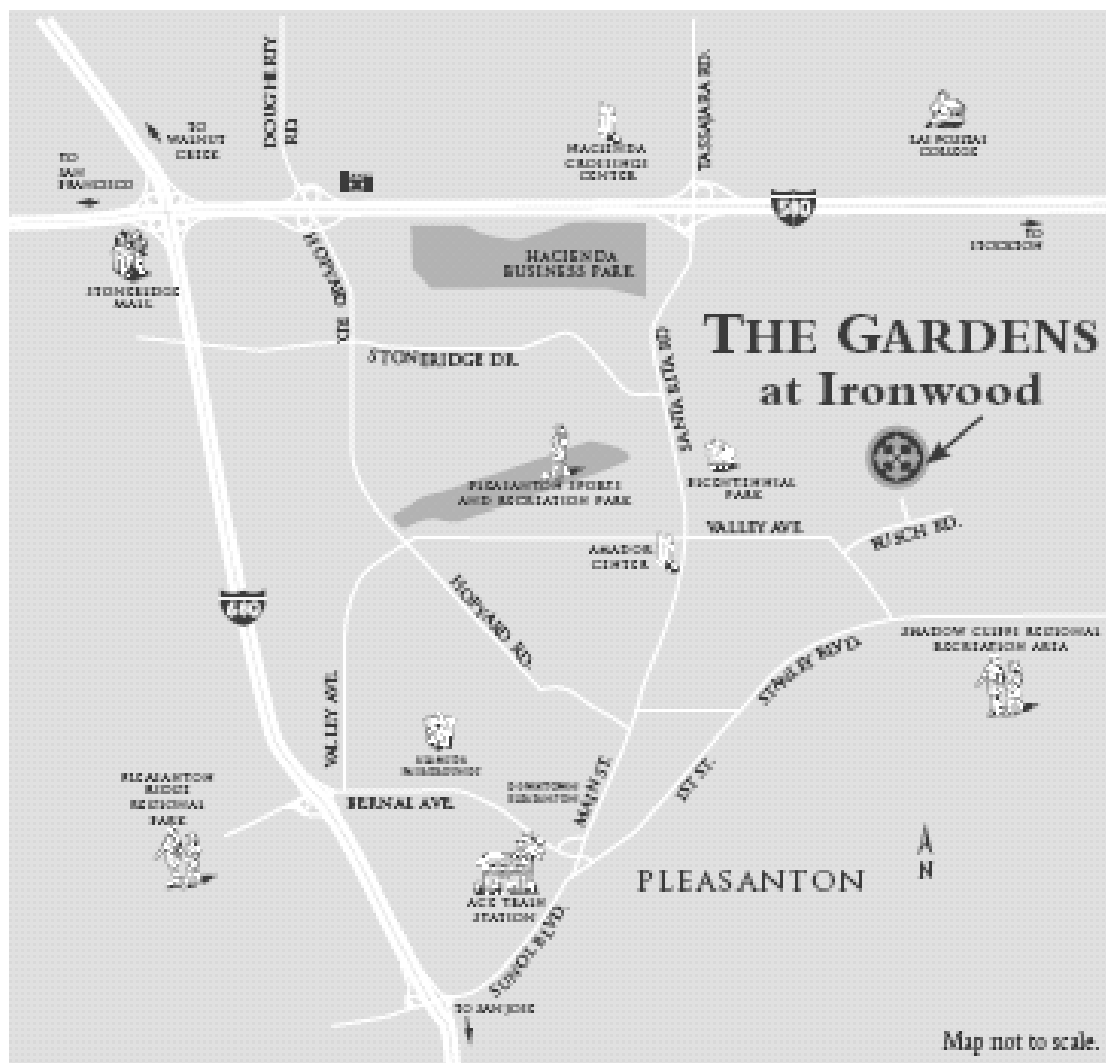 DOUGHERTY
RD.
TASSAJARA RD.
TO
WALNUT
CREEK
TO
SAN
FRANCISCO
HACIENDA
CROSSINGS
CENTER
LAS POSITAS
COLLEGE
580
TO
STOCKTON
STONERIDGE
MALL
HOPYARD RD.
HACIENDA
BUSINESS PARK
THE GARDENS
at Ironwood
STONERIDGE DR.
SANTA RITA RD.
PLEASANTON SPORTS
AND RECREATION PARK
BICENTENNIAL
PARK
VALLEY AVE.
BUSCH RD.
AMADOR
CENTER
680
HOPYARD RD.
STANLEY BLVD.
SHADOW CLIFFS REGIONAL
RECREATION AREA
VALLEY AVE.
ALAMEDA
FAIRGROUNDS
PLEASANTON
RIDGE
REGIONAL
PARK
BERNAL AVE.
DOWNTOWN
PLEASANTON
MAIN ST.
1ST ST.
N
PLEASANTON
ACE TRAIN
STATION
SUNOL BLVD.
TO SAN JOSE
Map not to scale.